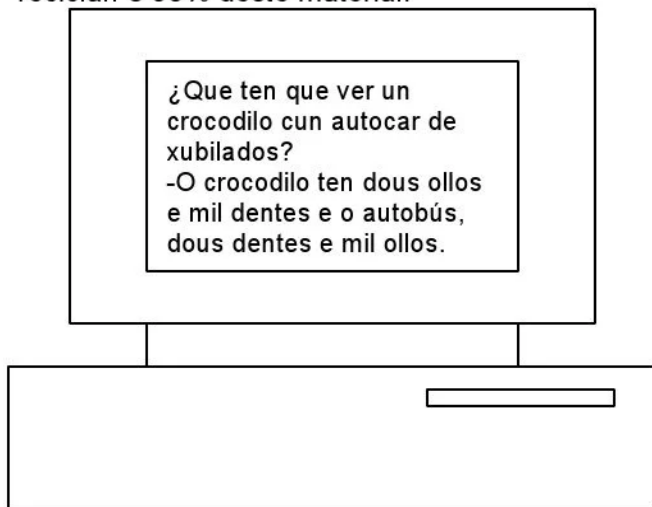 ¿Que ten que ver un
crocodilo cun autocar de
xubilados?
-O crocodilo ten dous ollos
e mil dentes e o autobús,
dous dentes e mil ollos.